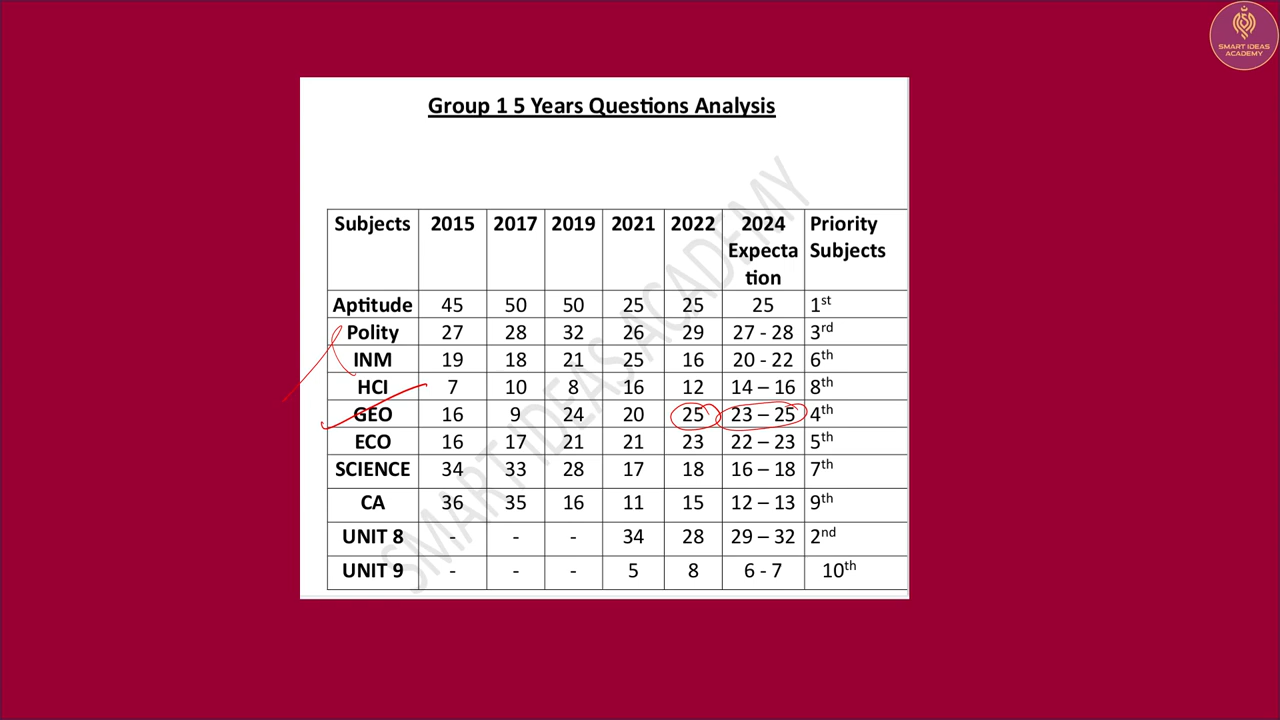 SMART IDEAS
ACADEMY
Group 1 5 Years Questions Analysis
Subjects 2015 2017 2019 2021 2022 2024 Expecta tion Priority Subjects
Aptitude 45 50 50 25 25 25 1st
Polity 27 28 32 26 29 27 - 28 3rd
INM 19 18 21 25 16 20 - 22 6th
HCI 7 10 8 16 12 14 – 16 8th
GEO 16 9 24 20 25 23 – 25 4th
ECO 16 17 21 21 23 22 – 23 5th
SCIENCE 34 33 28 17 18 16 – 18 7th
CA 36 35 16 11 15 12 – 13 9th
UNIT 8 - - - 34 28 29 – 32 2nd
UNIT 9 - - - 5 8 6 - 7 10th
SMART IDEAS ACADEMY